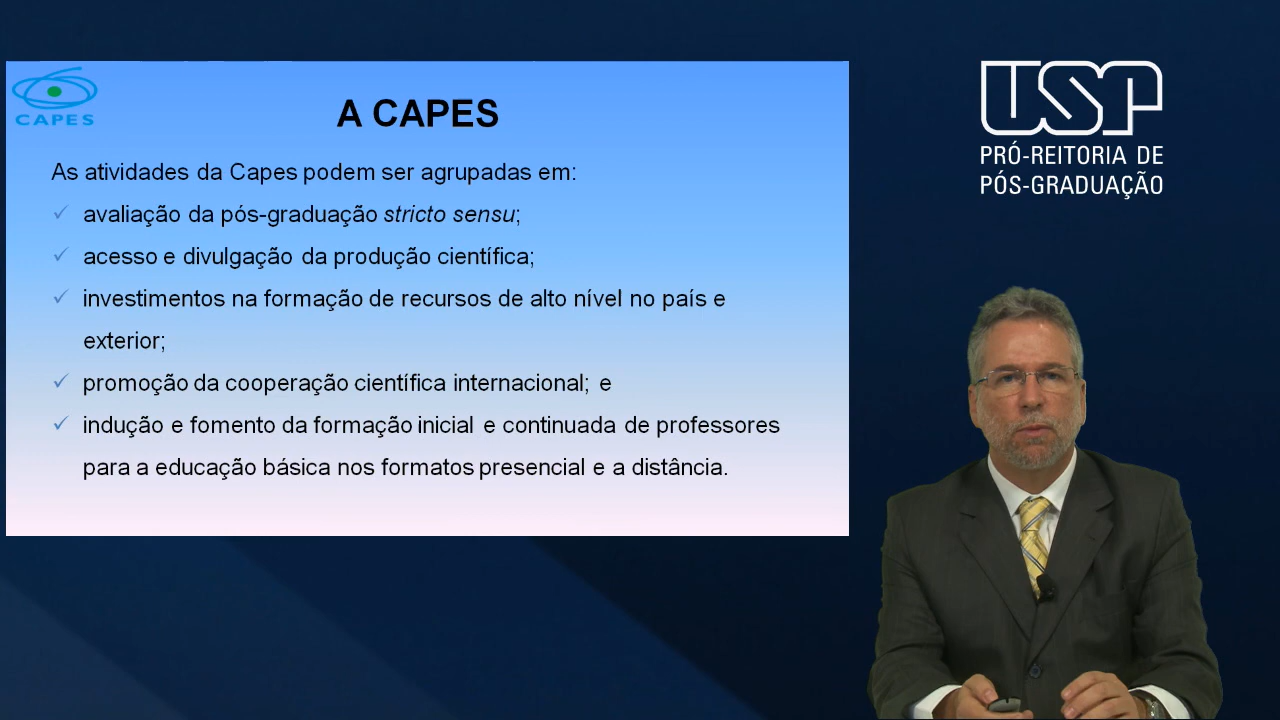 CAPES
A CAPES
As atividades da Capes podem ser agrupadas em:
✓ avaliação da pós-graduação stricto sensu;
✓ acesso e divulgação da produção científica;
✓ investimentos na formação de recursos de alto nível no país e
exterior;
✓ promoção da cooperação científica internacional; e
✓ indução e fomento da formação inicial e continuada de professores
para a educação básica nos formatos presencial e a distância.
USP
PRÓ-REITORIA DE
PÓS-GRADUAÇÃO